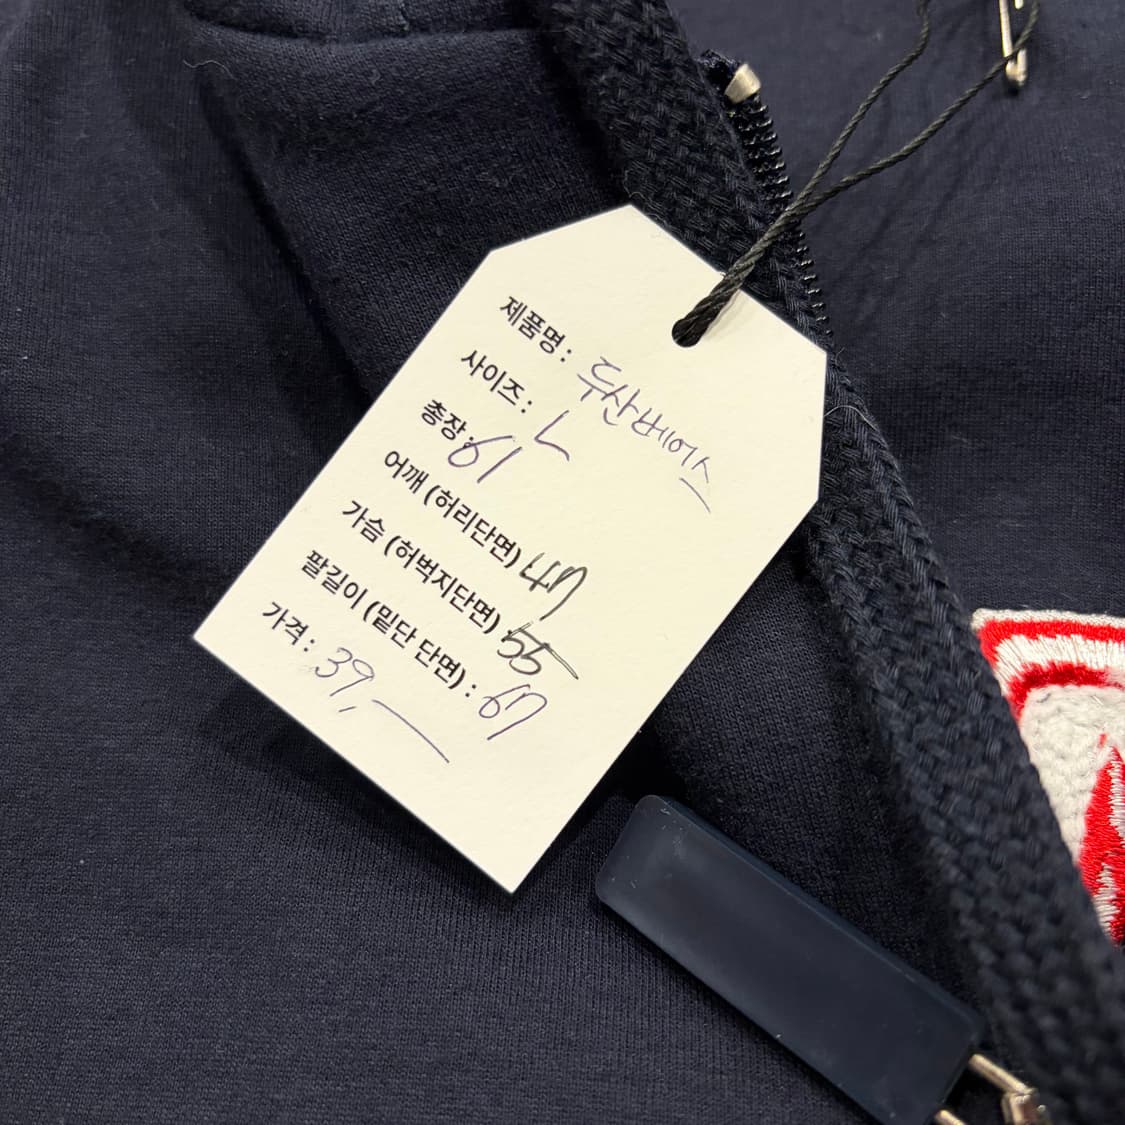 제품명 : 두산베어스
사이즈 : L
총장 : 61
어깨 (허리단면) 47
가슴 (허벅지단면) : 55
팔길이 (밑단 단면) : 67
가격 : 39,—